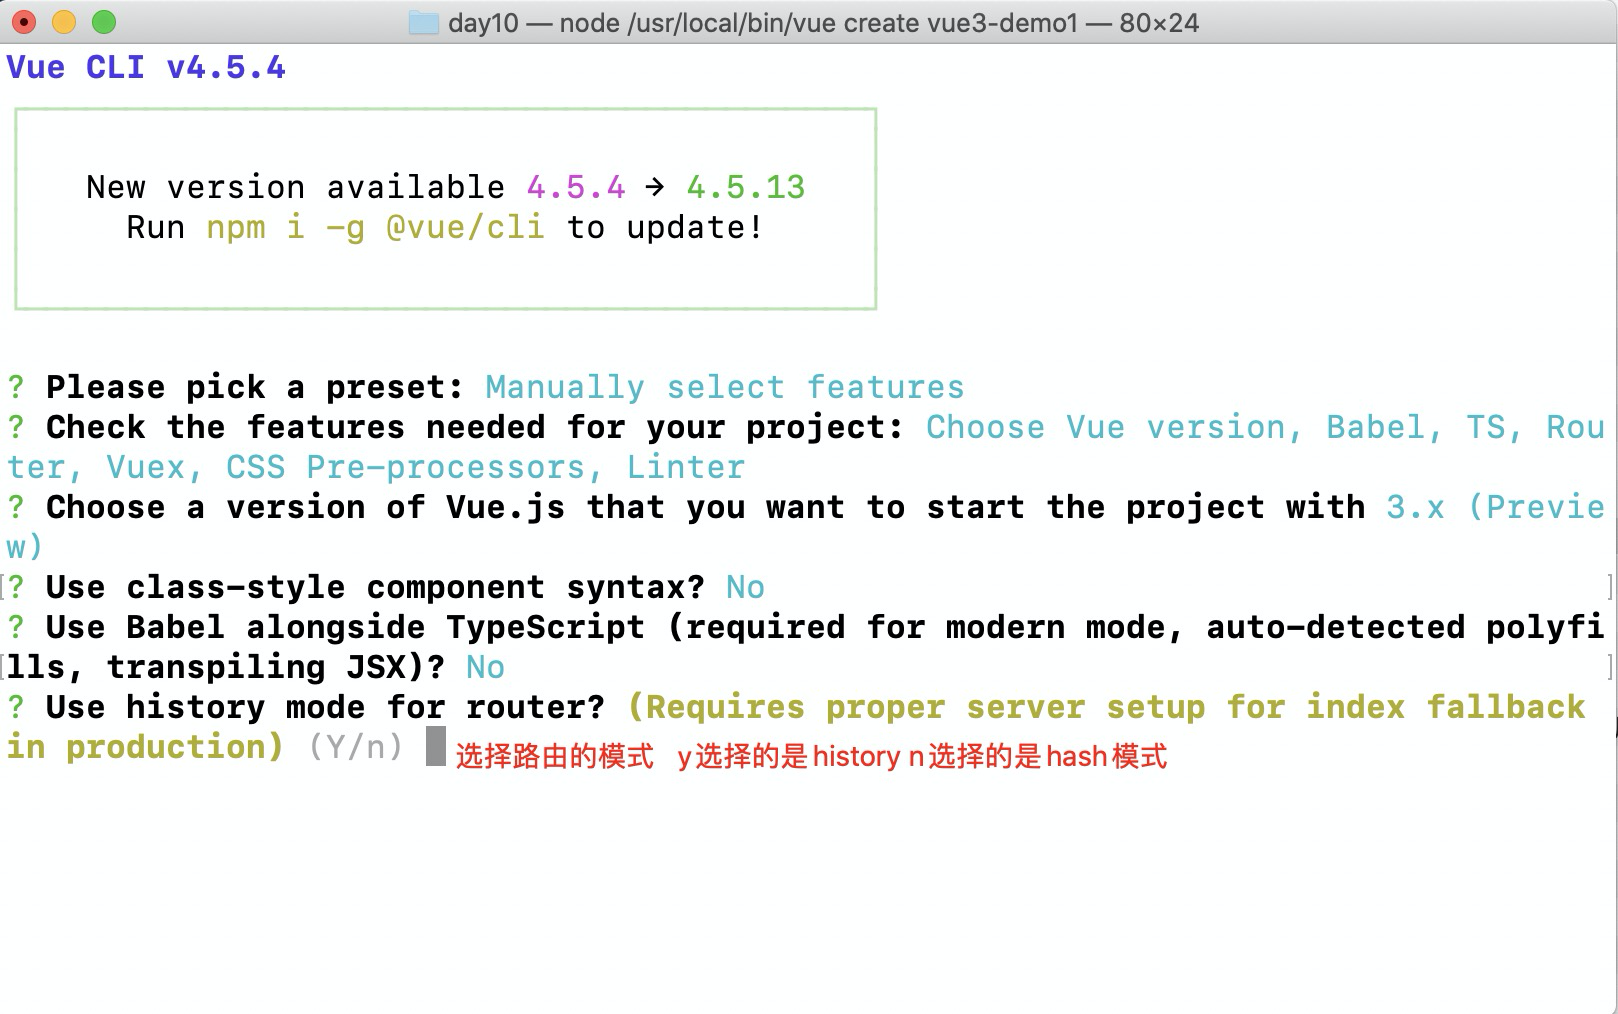 day10 — node /usr/local/bin/vue create vue3-demo1 — 80×24
Vue CLI v4.5.4
New version available 4.5.4 → 4.5.13
Run npm i -g @vue/cli to update!
? Please pick a preset: Manually select features
? Check the features needed for your project: Choose Vue version, Babel, TS, Rou
ter, Vuex, CSS Pre-processors, Linter
? Choose a version of Vue.js that you want to start the project with 3.x (Previe
w)
[? Use class-style component syntax? No ]
? Use Babel alongside TypeScript (required for modern mode, auto-detected polyfi
[lls, transpiling JSX)? No ]
? Use history mode for router? (Requires proper server setup for index fallback
in production) (Y/n) 选择路由的模式 y选择的是history n选择的是hash模式